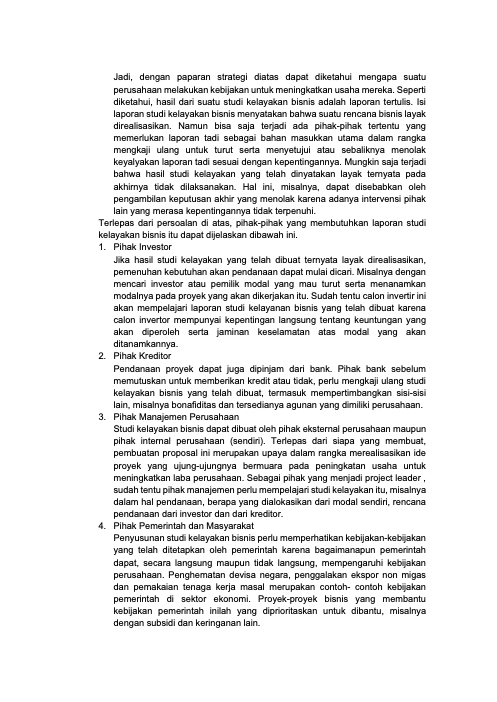 Jadi, dengan paparan strategi diatas dapat diketahui mengapa suatu
perusahaan melakukan kebijakan untuk meningkatkan usaha mereka. Seperti
diketahui, hasil dari suatu studi kelayakan bisnis adalah laporan tertulis. Isi
laporan studi kelayakan bisnis menyatakan bahwa suatu rencana bisnis layak
direalisasikan. Namun bisa saja terjadi ada pihak-pihak tertentu yang
memerlukan laporan tadi sebagai bahan masukkan utama dalam rangka
mengkaji ulang untuk turut serta menyetujui atau sebaliknya menolak
keyalyakan laporan tadi sesuai dengan kepentingannya. Mungkin saja terjadi
bahwa hasil studi kelayakan yang telah dinyatakan layak ternyata pada
akhirnya tidak dilaksanakan. Hal ini, misalnya, dapat disebabkan oleh
pengambilan keputusan akhir yang menolak karena adanya intervensi pihak
lain yang merasa kepentingannya tidak terpenuhi.
Terlepas dari persoalan di atas, pihak-pihak yang membutuhkan laporan studi
kelayakan bisnis itu dapat dijelaskan dibawah ini.
1. Pihak Investor
Jika hasil studi kelayakan yang telah dibuat ternyata layak direalisasikan,
pemenuhan kebutuhan akan pendanaan dapat mulai dicari. Misalnya dengan
mencari investor atau pemilik modal yang mau turut serta menanamkan
modalnya pada proyek yang akan dikerjakan itu. Sudah tentu calon invertir ini
akan mempelajari laporan studi kelayanan bisnis yang telah dibuat karena
calon invertor mempunyai kepentingan langsung tentang keuntungan yang
akan diperoleh serta jaminan keselamatan atas modal yang akan
ditanamkannya.
2. Pihak Kreditor
Pendanaan proyek dapat juga dipinjam dari bank. Pihak bank sebelum
memutuskan untuk memberikan kredit atau tidak, perlu mengkaji ulang studi
kelayakan bisnis yang telah dibuat, termasuk mempertimbangkan sisi-sisi
lain, misalnya bonafiditas dan tersedianya agunan yang dimiliki perusahaan.
3. Pihak Manajemen Perusahaan
Studi kelayakan bisnis dapat dibuat oleh pihak eksternal perusahaan maupun
pihak internal perusahaan (sendiri). Terlepas dari siapa yang membuat,
pembuatan proposal ini merupakan upaya dalam rangka merealisasikan ide
proyek yang ujung-ujungnya bermuara pada peningkatan usaha untuk
meningkatkan laba perusahaan. Sebagai pihak yang menjadi project leader ,
sudah tentu pihak manajemen perlu mempelajari studi kelayakan itu, misalnya
dalam hal pendanaan, berapa yang dialokasikan dari modal sendiri, rencana
pendanaan dari investor dan dari kreditor.
4. Pihak Pemerintah dan Masyarakat
Penyusunan studi kelayakan bisnis perlu memperhatikan kebijakan-kebijakan
yang telah ditetapkan oleh pemerintah karena bagaimanapun pemerintah
dapat, secara langsung maupun tidak langsung, mempengaruhi kebijakan
perusahaan. Penghematan devisa negara, penggalakan ekspor non migas
dan pemakaian tenaga kerja masal merupakan contoh- contoh kebijakan
pemerintah di sektor ekonomi. Proyek-proyek bisnis yang membantu
kebijakan pemerintah inilah yang diprioritaskan untuk dibantu, misalnya
dengan subsidi dan keringanan lain.